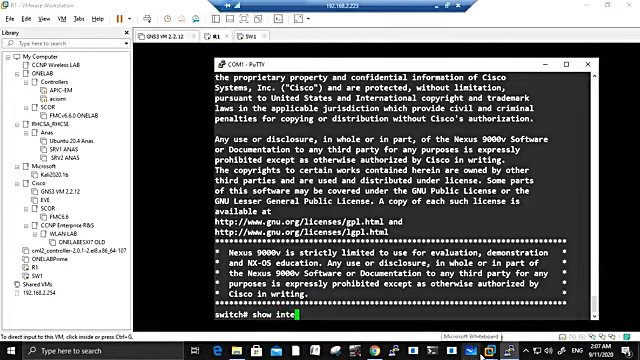 R1 - VMware Workstation
192.168.2.223
File Edit View VM Tabs Help
Library
Type here to search
GNS3 VM 2.2.12
R1
SW1
My Computer
CCNP Wireless LAB
ONELAB
Controllers
APIC-EM
acisim
SCOR
FMCv6.6.0 ONELAB
RHCSA_RHCSE
Anas
Ubuntu 20.4 Anas
SRV1 ANAS
SRV2 ANAS
Microsoft
Kali2020.1b
Cisco
GNS3 VM 2.2.12
EVE
SCOR
FMC6.6
CCNP Enterprise R&S
WLAN LAB
ONELABESXI7 OLD
cml2_controller-2.0.1-2.el8.x86_64-107
ONELABPnme
R1
SW1
Shared VMs
192.168.2.254
COM1 - PuTTY
the proprietary property and confidential information of Cisco
Systems, Inc. ("Cisco") and are protected, without limitation,
pursuant to United States and International copyright and trademark
laws in the applicable jurisdiction which provide civil and criminal
penalties for copying or distribution without Cisco's authorization.
Any use or disclosure, in whole or in part, of the Nexus 9000v Software
or Documentation to any third party for any purposes is expressly
prohibited except as otherwise authorized by Cisco in writing.
The copyrights to certain works contained herein are owned by other
third parties and are used and distributed under license. Some parts
of this software may be covered under the GNU Public License or the
GNU Lesser General Public License. A copy of each such license is
available at
http://www.gnu.org/licenses/gpl.html and
http://www.gnu.org/licenses/lgpl.html
***************************************************************************
* Nexus 9000v is strictly limited to use for evaluation, demonstration *
* and NX-OS education. Any use or disclosure, in whole or in part of *
* the Nexus 9000v Software or Documentation to any third party for any *
* purposes is expressly prohibited except as otherwise authorized by *
* Cisco in writing. *
***************************************************************************
switch# show inte
To direct input to this VM, click inside or press Ctrl+G.
Microsoft Whiteboard
Type here to search
2:07 AM
9/11/2020